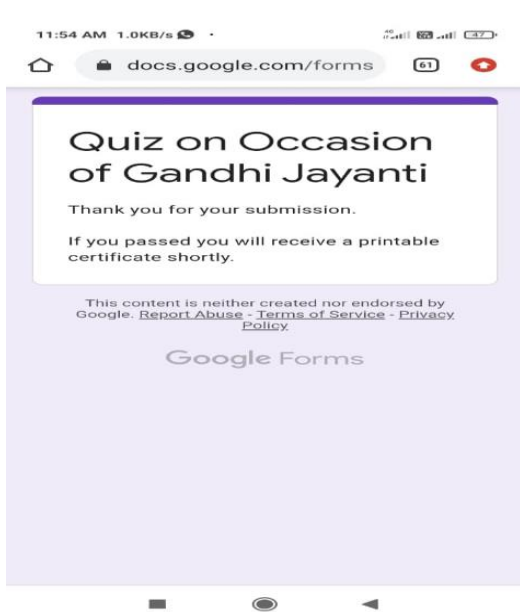 11:54 AM 1.0KB/s
47
docs.google.com/forms
61
Quiz on Occasion
of Gandhi Jayanti
Thank you for your submission.
If you passed you will receive a printable
certificate shortly.
This content is neither created nor endorsed by
Google. Report Abuse - Terms of Service - Privacy
Policy
Google Forms